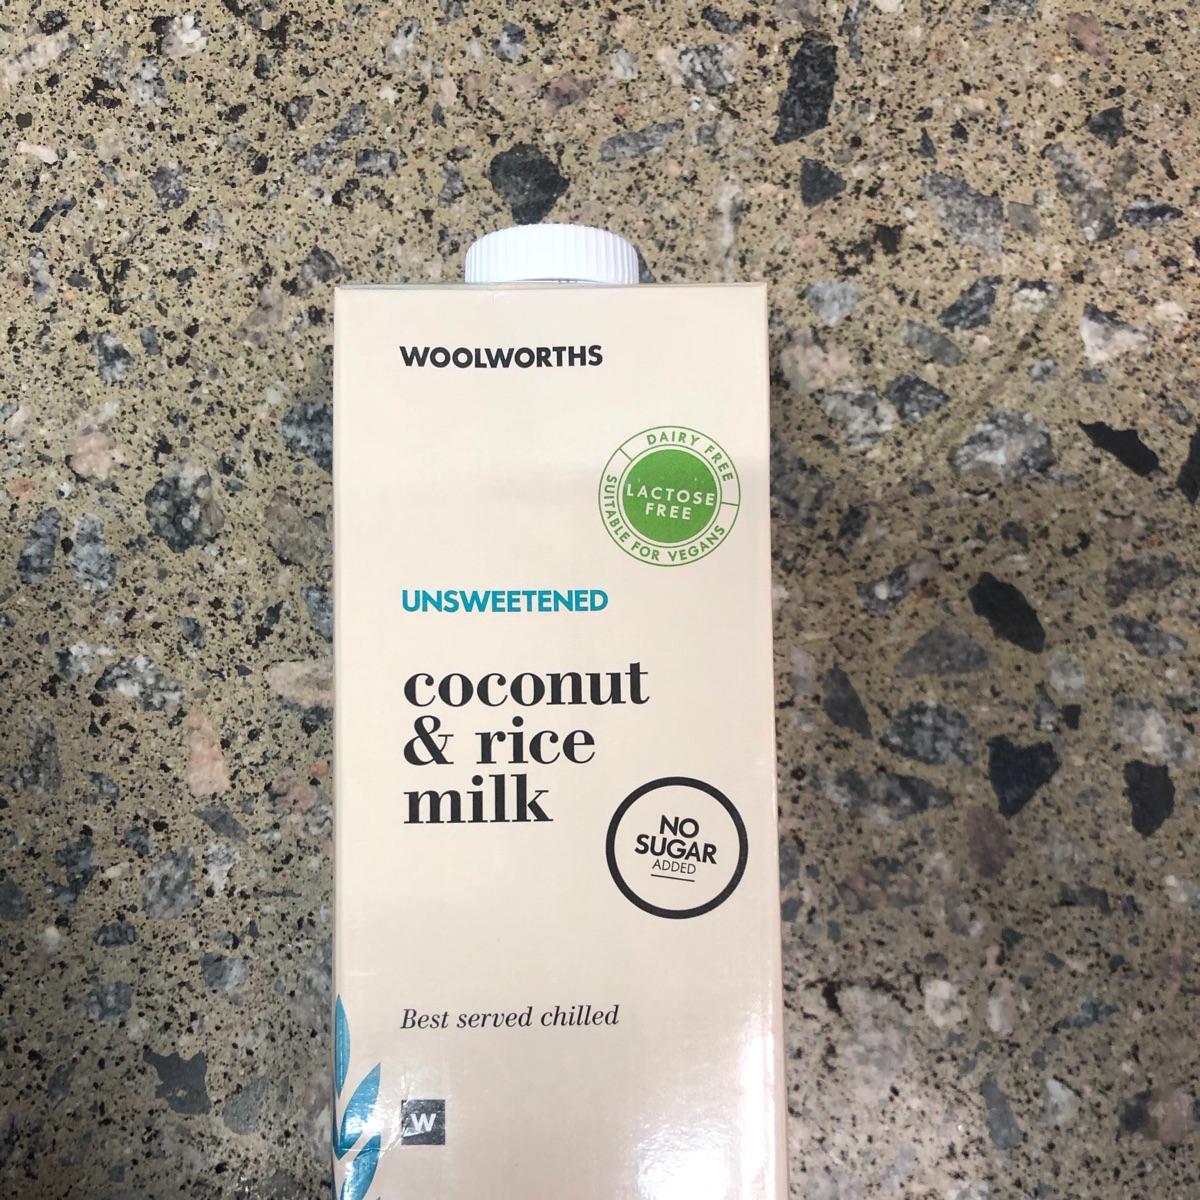 WOOLWORTHS
DAIRY FREE
LACTOSE
FREE
SUITABLE FOR VEGANS
UNSWEETENED
coconut
& rice
milk
NO
SUGAR
ADDED
Best served chilled
W